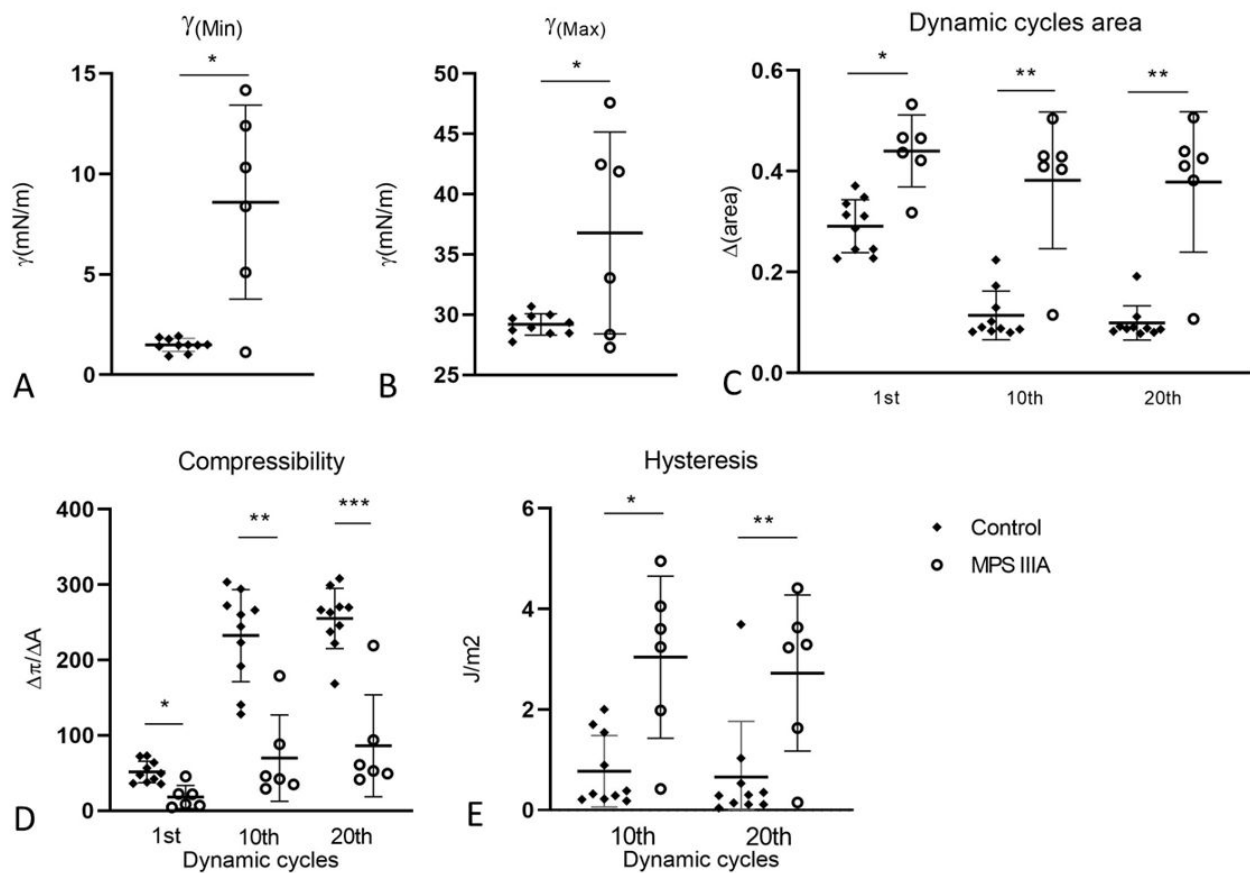 γ(Min)
*
15
10
5
0
γ(mN/m)
A
γ(Max)
*
50
45
40
35
30
25
γ(mN/m)
B
Dynamic cycles area
*
**
**
0.6
0.4
0.2
0.0
Δ(area)
1st
10th
20th
C
Compressibility
***
**
*
400
300
200
100
0
Δπ/ΔA
1st
10th
20th
Dynamic cycles
D
Hysteresis
*
**
6
4
2
0
J/m2
10th
20th
Dynamic cycles
E
Control
MPS IIIA